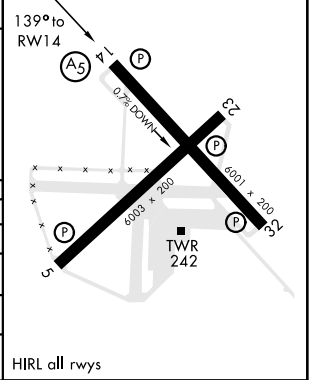 139° to
RW14
A5
14
P
0.7% DOWN
23
P
6003 x 200
6001 x 200
P
P
32
5
TWR
242
HIRL all rwys